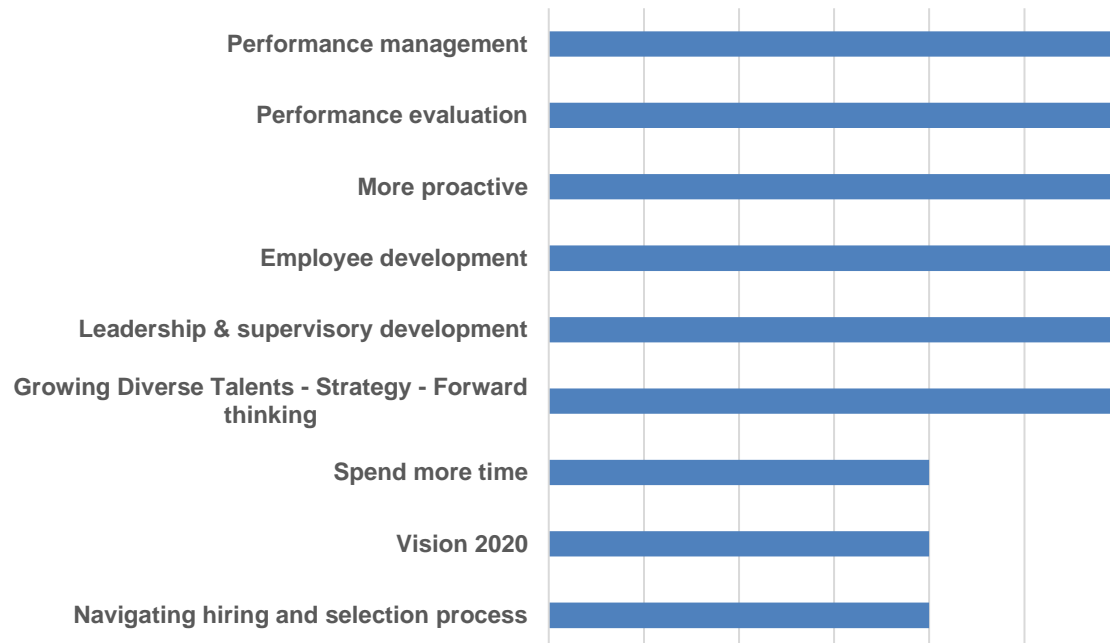 Performance management
Performance evaluation
More proactive
Employee development
Leadership & supervisory development
Growing Diverse Talents - Strategy - Forward
thinking
Spend more time
Vision 2020
Navigating hiring and selection process